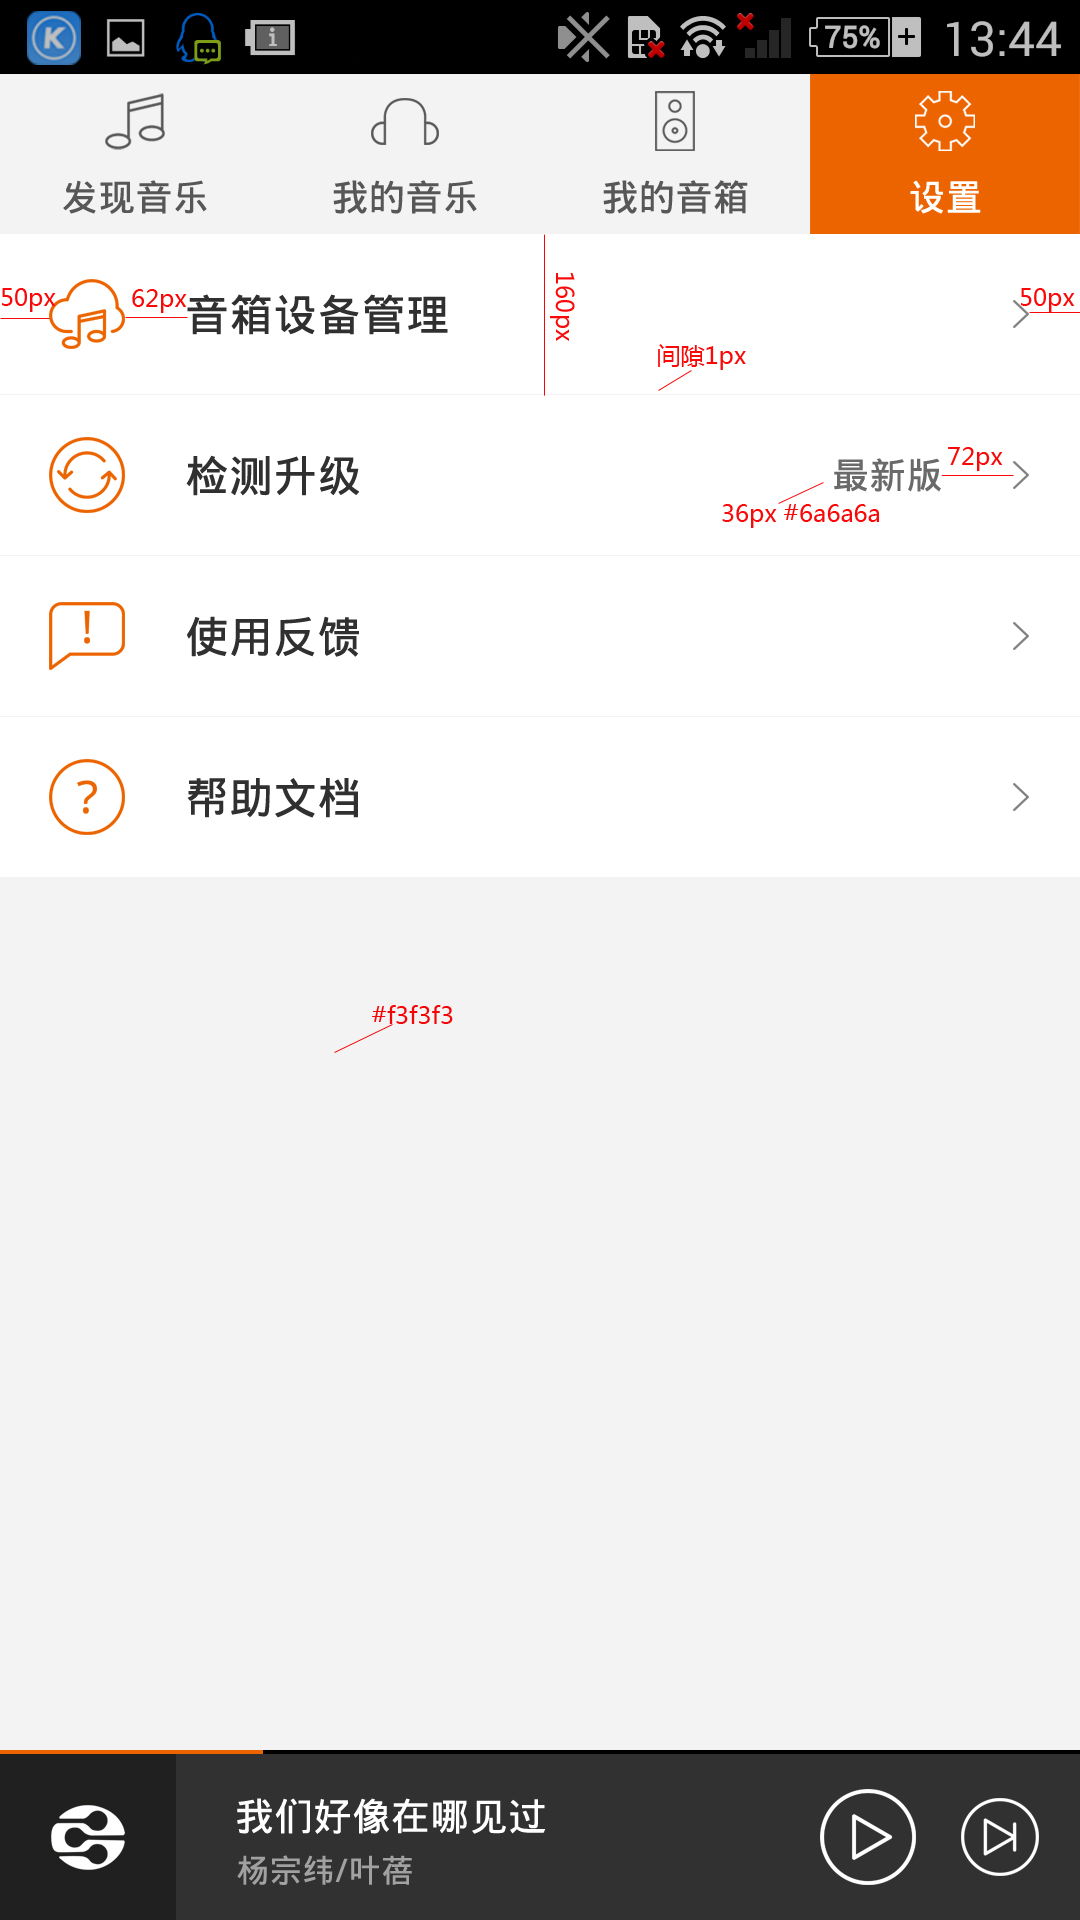 75% 13:44
发现音乐 我的音乐 我的音箱 设置
50px 62px 音箱设备管理 160px 50px
间隙1px
检测升级 最新版 72px
36px #6a6a6a
使用反馈
帮助文档
#f3f3f3
我们好像在哪见过
杨宗纬/叶蓓